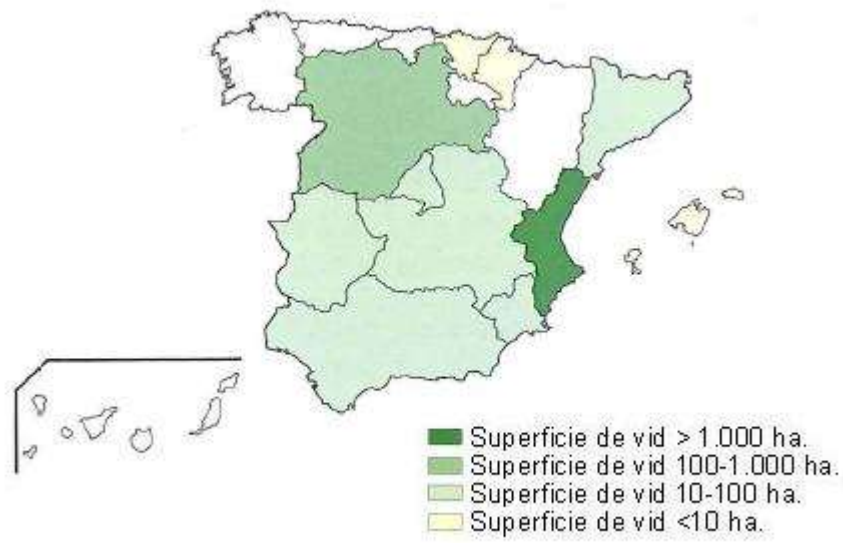 Superficie de vid > 1.000 ha.
Superficie de vid 100-1.000 ha.
Superficie de vid 10-100 ha.
Superficie de vid <10 ha.